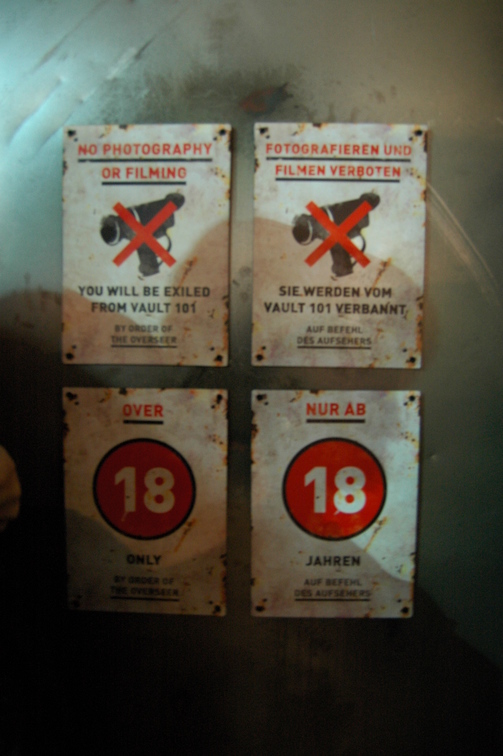 NO PHOTOGRAPHY
OR FILMING
YOU WILL BE EXILED
FROM VAULT 101
BY ORDER OF
THE OVERSEER
FOTOGRAFIEREN UND
FILMEN VERBOTEN
SIE WERDEN VOM
VAULT 101 VERBANNT
AUF BEFEHL
DES AUFSEHERS
OVER
18
ONLY
BY ORDER OF
THE OVERSEER
NUR AB
18
JAHREN
AUF BEFEHL
DES AUFSEHERS